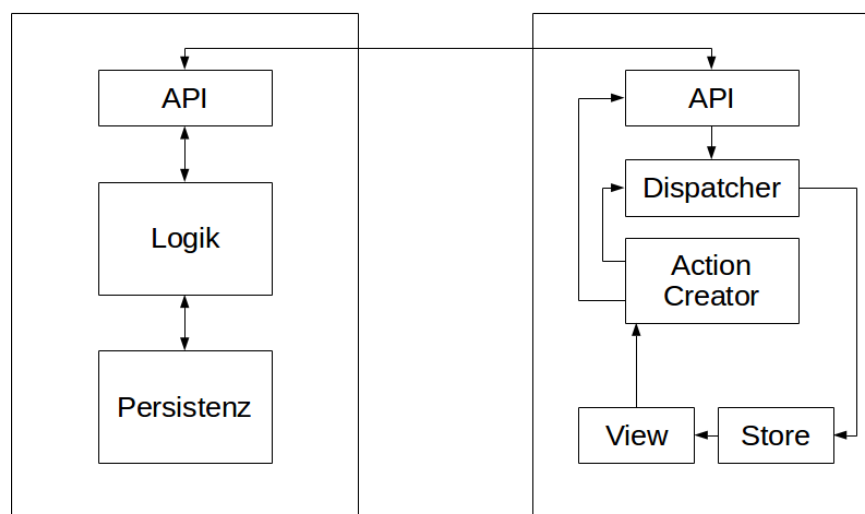 API
Logik
Persistenz
API
Dispatcher
Action
Creator
View
Store